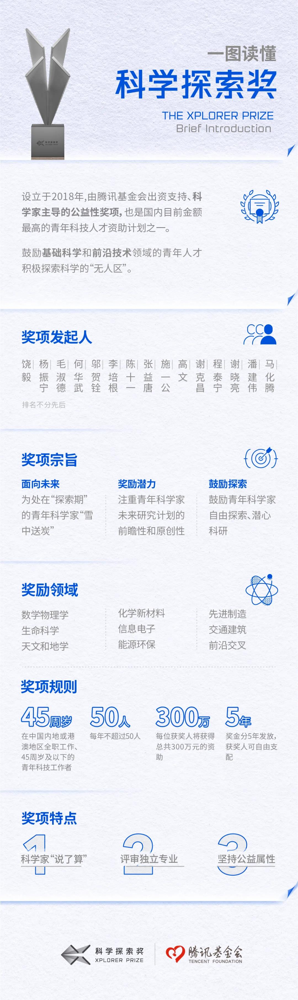 一图读懂
科学探索奖
THE XPLORER PRIZE
Brief Introduction
科学探索奖
XPLORER PRIZE
设立于2018年,由腾讯基金会出资支持、科
学家主导的公益性奖项,也是国内目前金额
最高的青年科技人才资助计划之一。
鼓励基础科学和前沿技术领域的青年人才
积极探索科学的“无人区”。
奖项发起人
饶毅
杨振宁
毛淑德
何华武
邬贺铨
李培根
陈十一
张益唐
施一公
高文
谢克昌
程泰宁
谢晓亮
潘建伟
马化腾
排名不分先后
奖项宗旨
面向未来
为处在“探索期”
的青年科学家“雪
中送炭”
奖励潜力
注重青年科学家
未来研究计划的
前瞻性和原创性
鼓励探索
鼓励青年科学家
自由探索、潜心
科研
奖励领域
数学物理学
生命科学
天文和地学
化学新材料
信息电子
能源环保
先进制造
交通建筑
前沿交叉
奖项规则
45周岁
在中国内地或港
澳地区全职工作、
45周岁及以下的
青年科技工作者
50人
每年不超过50人
300万
每位获奖人将获得
总共300万元的资
助
5年
奖金分5年发放,
获奖人可自由支
配
奖项特点
1
科学家“说了算”
2
评审独立专业
3
坚持公益属性
科学探索奖
XPLORER PRIZE
腾讯基金会
TENCENT FOUNDATION